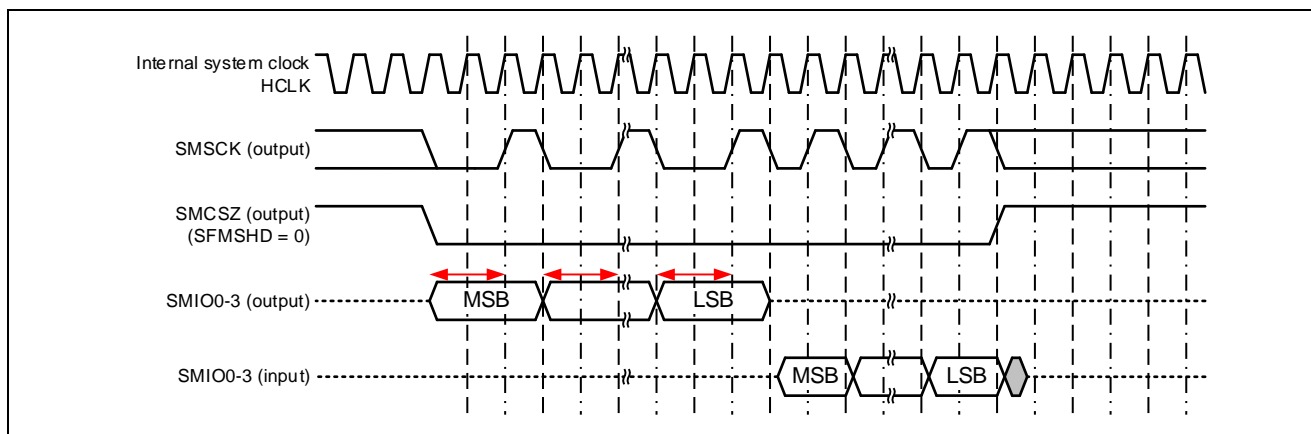 Internal system clock
HCLK
SMSCK (output)
SMCSZ (output)
(SFMSHD = 0)
SMIO0-3 (output)
MSB
LSB
SMIO0-3 (input)
MSB
LSB